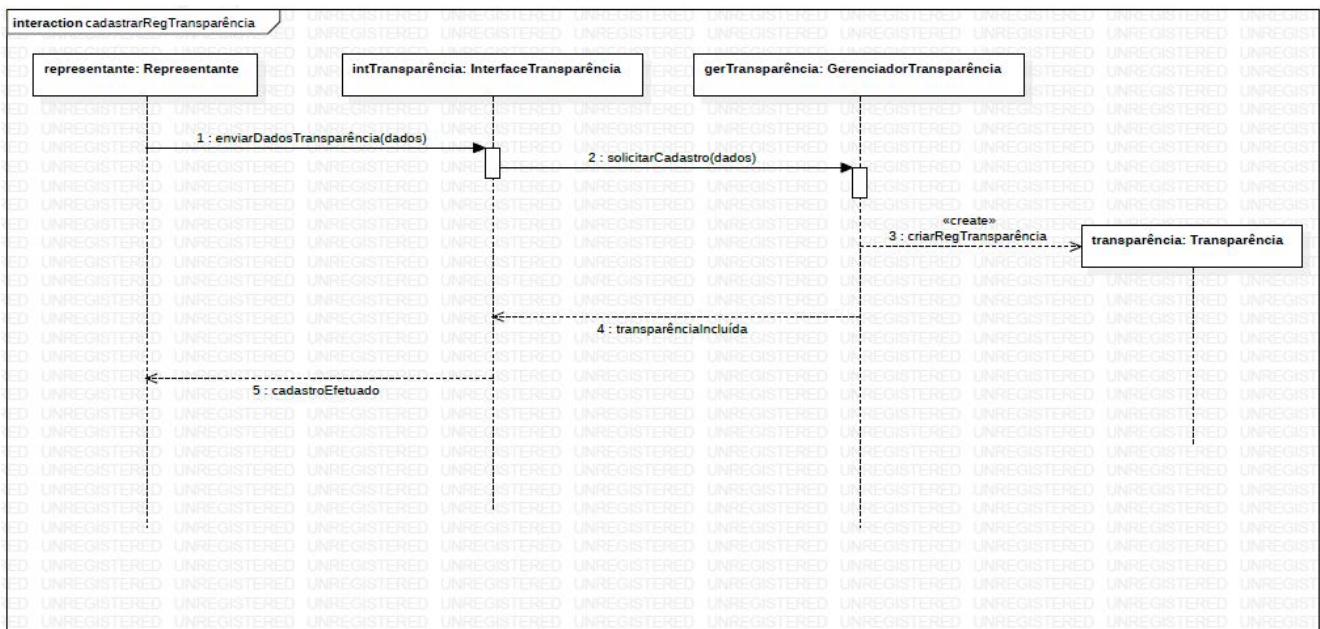 interaction cadastrarRegTransparência
representante: Representante
intTransparência: InterfaceTransparência
gerTransparência: GerenciadorTransparência
1 : enviarDadosTransparência(dados)
2 : solicitarCadastro(dados)
«create»
3 : criarRegTransparência
transparência: Transparência
4 : transparênciaIncluída
5 : cadastroEfetuado
UNREGISTERED